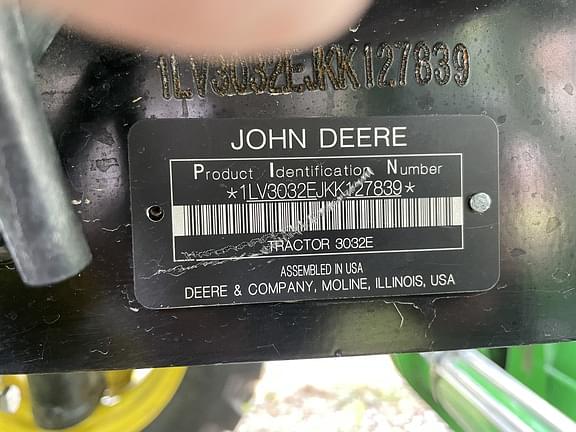 1LV3032EJKK127839
JOHN DEERE
Product Identification Number
*1LV3032EJKK127839*
TRACTOR 3032E
ASSEMBLED IN USA
DEERE & COMPANY, MOLINE, ILLINOIS, USA